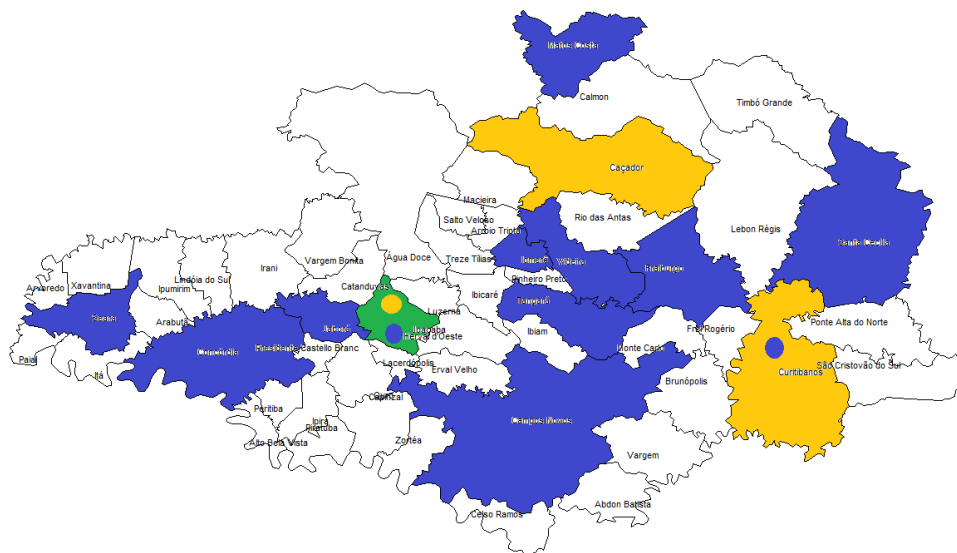 Matos Costa
Calmon
Timbó Grande
Caçador
Macieira
Salto Veloso
Rio das Antas
Arroio Trinta
Lebon Régis
Santa Cecília
Iomerê
Videira
Fraiburgo
Vargem Bonita
Água Doce
Treze Tílias
Irani
Lindóia do Sul
Pinheiro Preto
Xavantina
Arvoredo
Ipumirim
Catanduvas
Ibicaré
Tangará
Luzerna
Seara
Arabutã
Jaborá
Joaçaba
Herval d'Oeste
Ibiam
Frei Rogério
Ponte Alta do Norte
Monte Carlo
Concórdia
Presidente Castello Branc
Paial
Itá
Lacerdópolis
Erval Velho
Curitibanos
São Cristovão do Sul
Brunópolis
Capinzal
Peritiba
Ipira
Piratuba
Alto Bela Vista
Zortéa
Campos Novos
Vargem
Abdon Batista
Celso Ramos